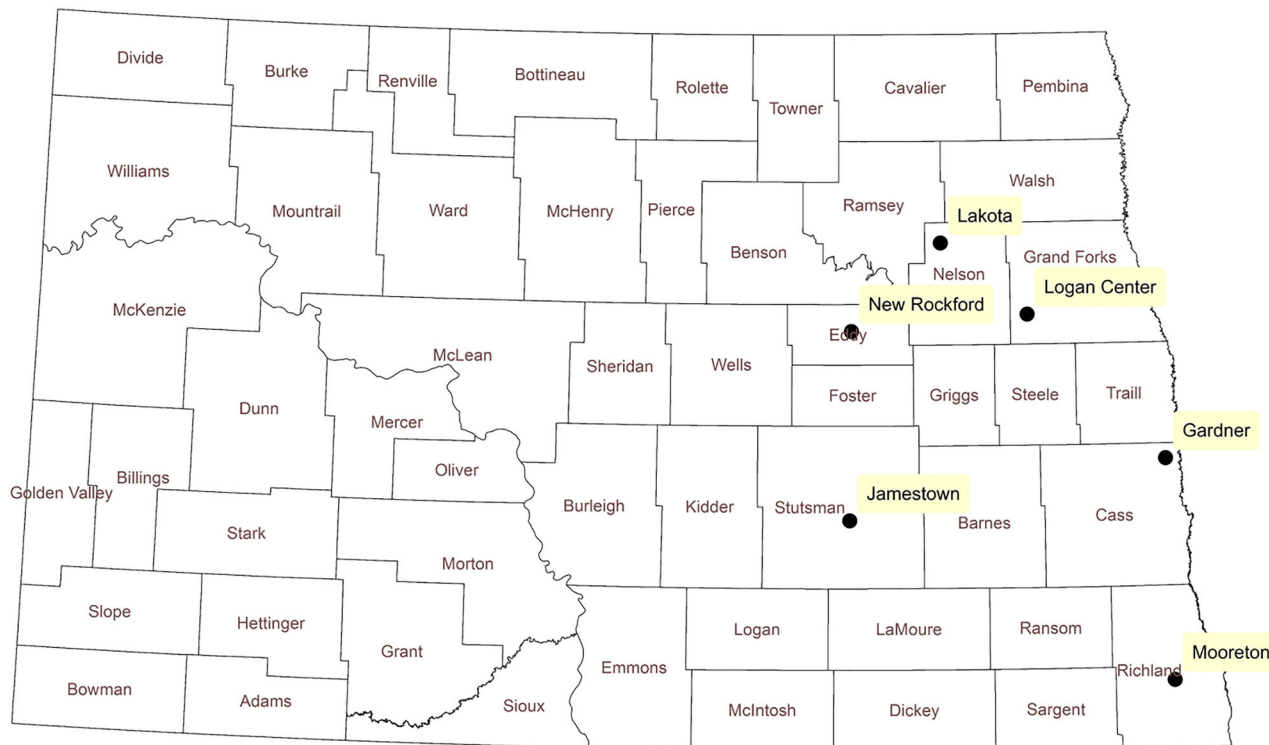 Divide
Burke
Renville
Bottineau
Rolette
Towner
Cavalier
Pembina
Williams
Mountrail
Ward
McHenry
Pierce
Benson
Ramsey
Walsh
Lakota
Nelson
Grand Forks
Logan Center
New Rockford
Eddy
McKenzie
McLean
Sheridan
Wells
Foster
Griggs
Steele
Traill
Dunn
Mercer
Oliver
Gardner
Golden Valley
Billings
Stark
Morton
Burleigh
Kidder
Stutsman
Jamestown
Barnes
Cass
Slope
Hettinger
Grant
Emmons
Logan
LaMoure
Ransom
Richland
Mooreton
Bowman
Adams
Sioux
McIntosh
Dickey
Sargent